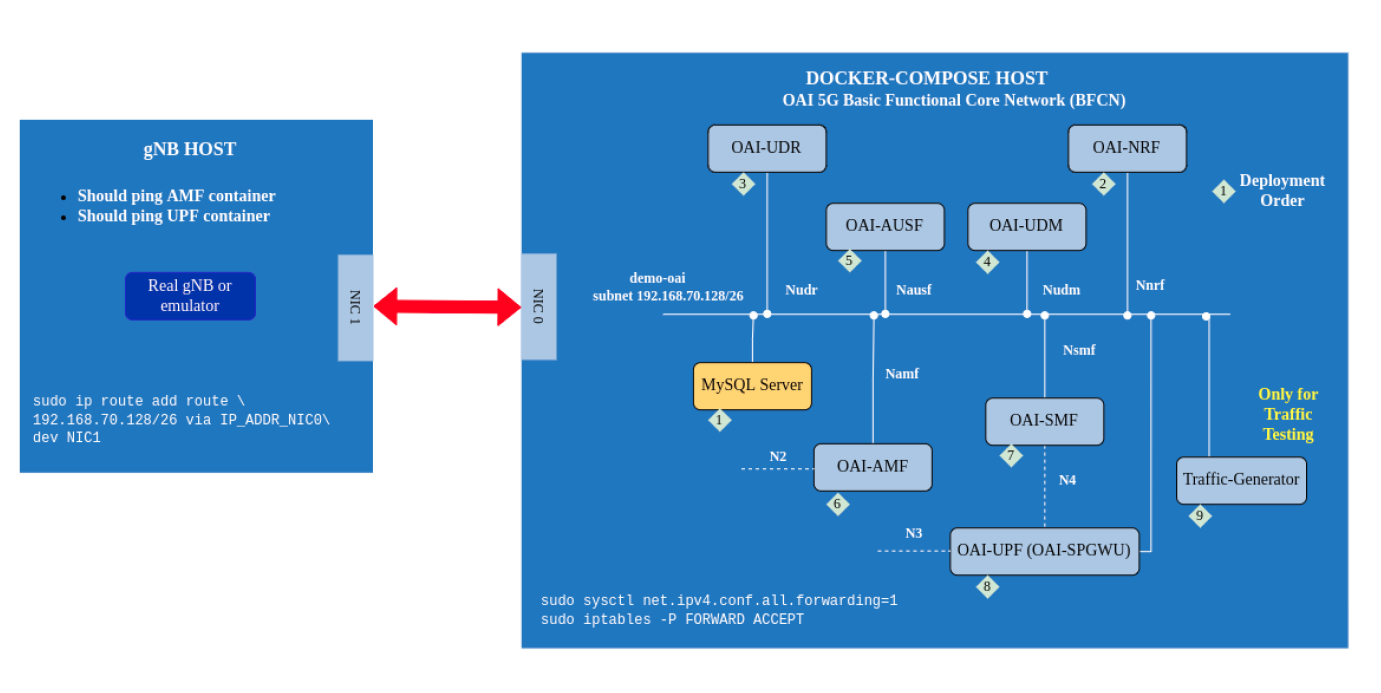 gNB HOST
Should ping AMF container
Should ping UPF container
Real gNB or
emulator
NIC 1
sudo ip route add route \
192.168.70.128/26 via IP_ADDR_NIC0\
dev NIC1
DOCKER-COMPOSE HOST
OAI 5G Basic Functional Core Network (BFCN)
NIC 0
OAI-UDR
3
OAI-NRF
2
1
Deployment
Order
OAI-AUSF
5
OAI-UDM
4
demo-oai
subnet 192.168.70.128/26
Nudr
Nausf
Nudm
Nnrf
MySQL Server
1
Namf
Nsmf
OAI-SMF
7
Only for
Traffic
Testing
N2
OAI-AMF
6
N4
Traffic-Generator
9
N3
OAI-UPF (OAI-SPGWU)
8
sudo sysctl net.ipv4.conf.all.forwarding=1
sudo iptables -P FORWARD ACCEPT